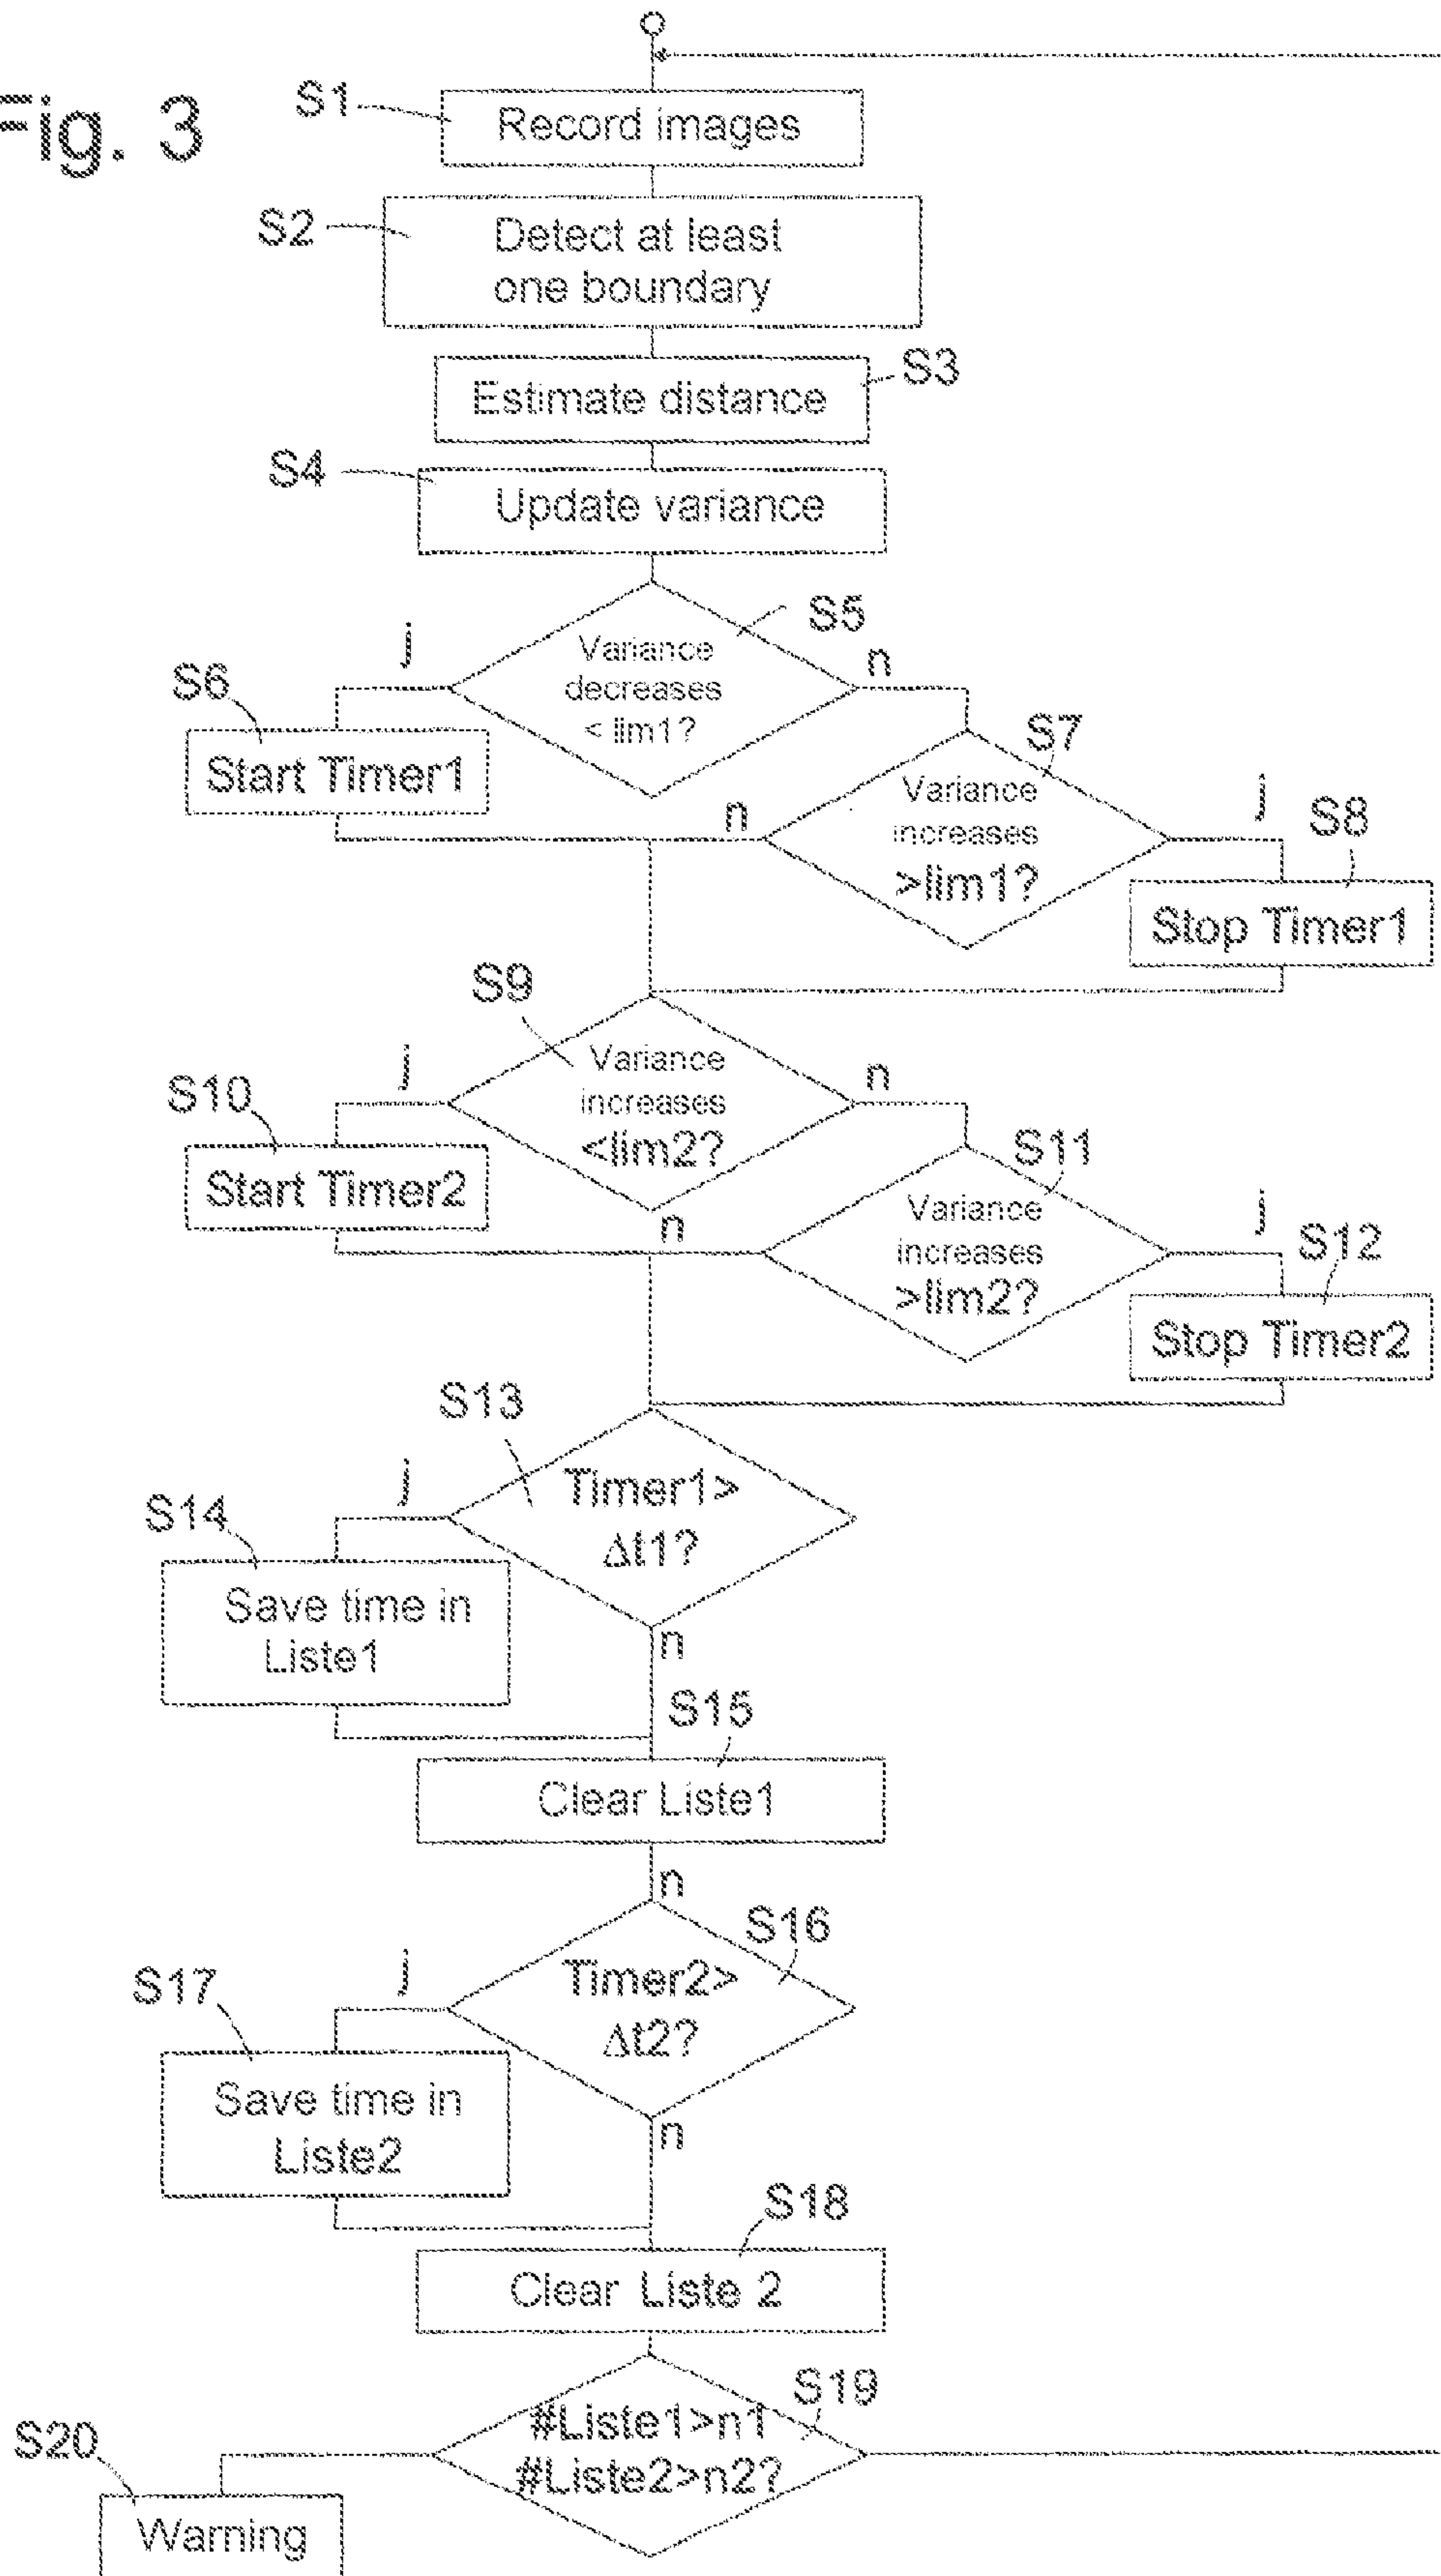 Fig. 3
S1
Record images
S2
Detect at least
one boundary
S3
Estimate distance
S4
Update variance
S5
Variance
decreases
< lim1?
j
n
S6
Start Timer1
S7
Variance
increases
>lim1?
n
j
S8
Stop Timer1
S9
Variance
increases
<lim2?
j
n
S10
Start Timer2
S11
Variance
increases
>lim2?
n
j
S12
Stop Timer2
S13
Timer1>
Δt1?
j
n
S14
Save time in
Liste1
S15
Clear Liste1
n
S16
Timer2>
Δt2?
j
n
S17
Save time in
Liste2
S18
Clear Liste 2
S19
#Liste1>n1
#Liste2>n2?
S20
Warning